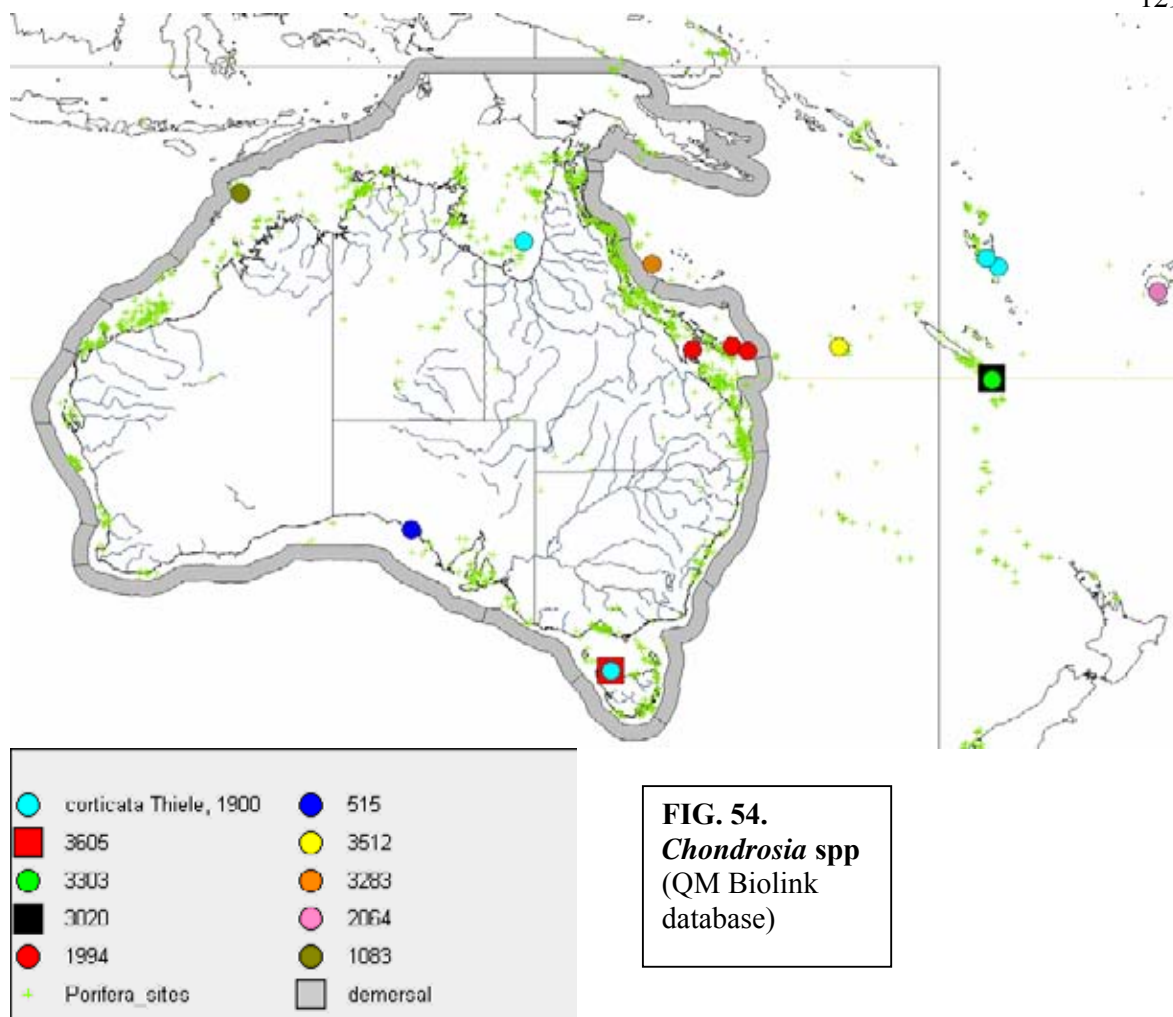 corticata Thiele, 1900
3605
3303
3020
1994
Porifera_sites
515
3512
3283
2064
1083
demersal
FIG. 54.
Chondrosia spp
(QM Biolink
database)